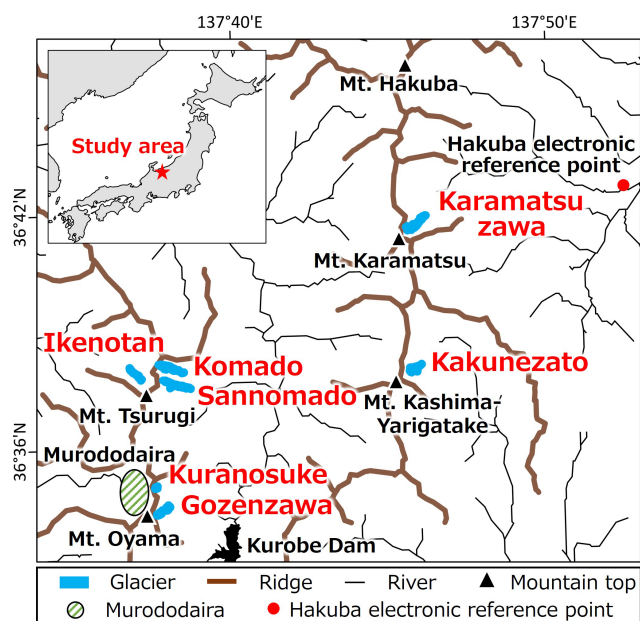 137°40' 137°50'E
Mt. Hakuba
Study area
Hakuba electronic
reference point
36°42'N
Karamatsu
zawa
Mt. Karamatsu
Ikenotan
Komado
Sannomado
Kakunezato
Mt. Tsurugi
Mt. Kashima-
Yarigatake
36°36'N
Murododaira
Kuranosuke
Gozenzawa
Mt. Oyama
Kurobe Dam
Glacier Ridge River Mountain top
Murododaira Hakuba electronic reference point